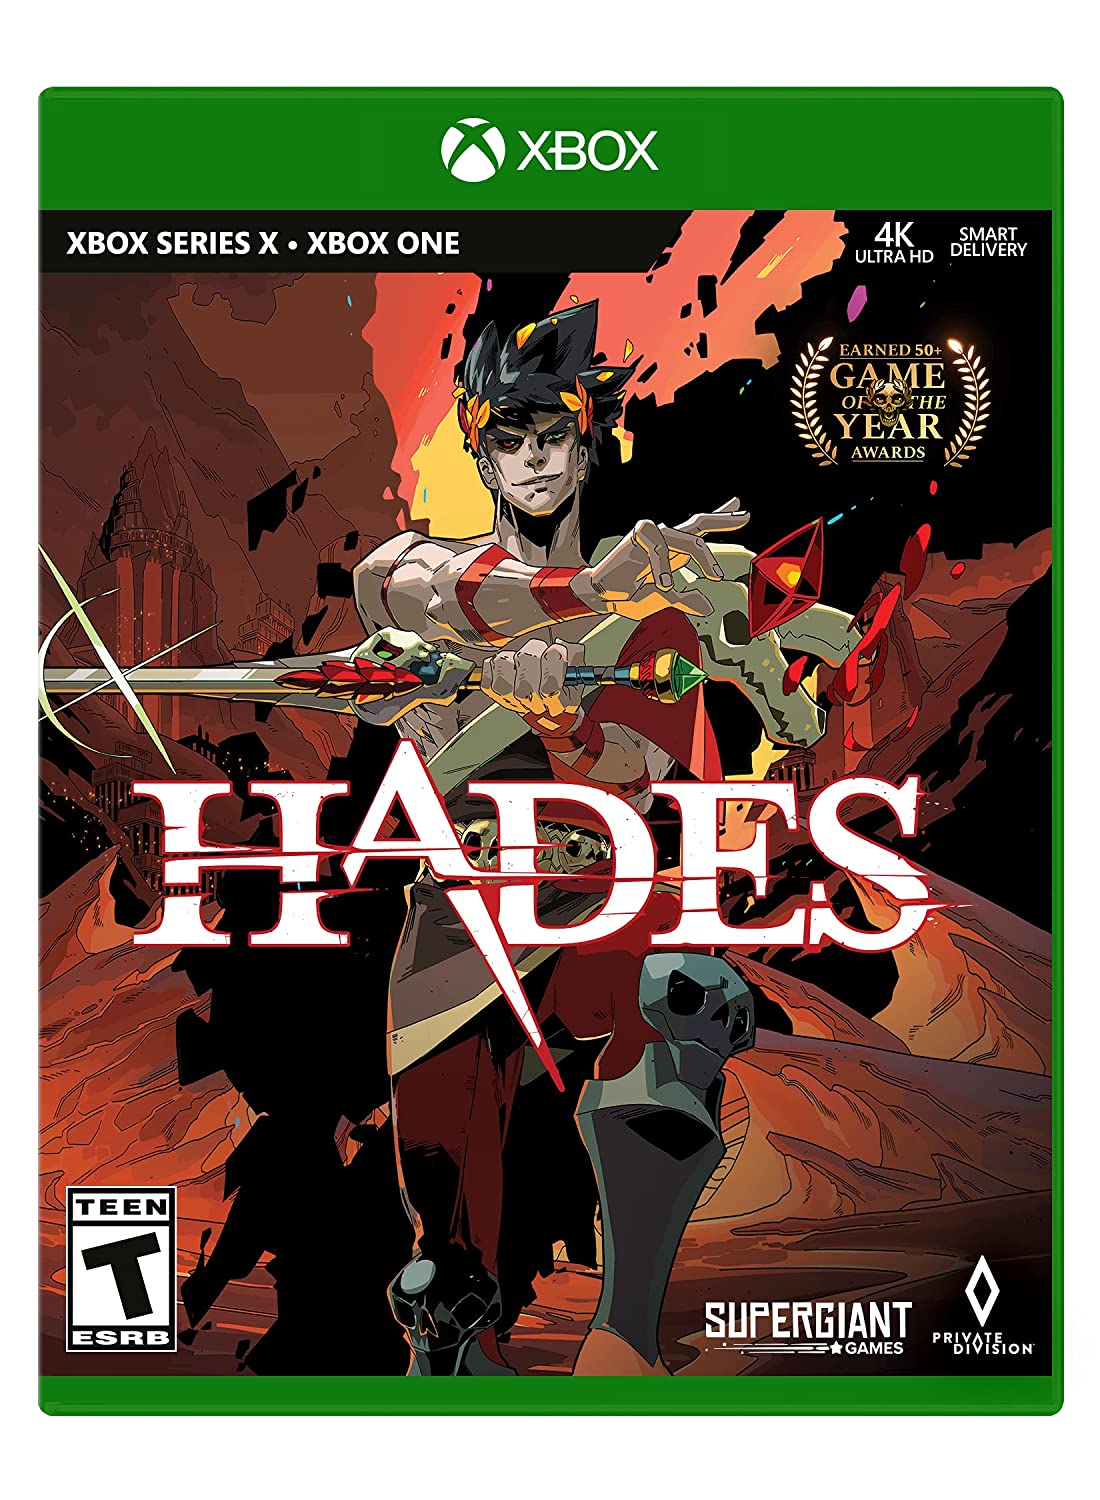 XBOX
XBOX SERIES X • XBOX ONE
4K
ULTRA HD
SMART
DELIVERY
EARNED 50+
GAME
OF THE
YEAR
AWARDS
HADES
TEEN
T
ESRB
SUPERGIANT
GAMES
PRIVATE
DIVISION